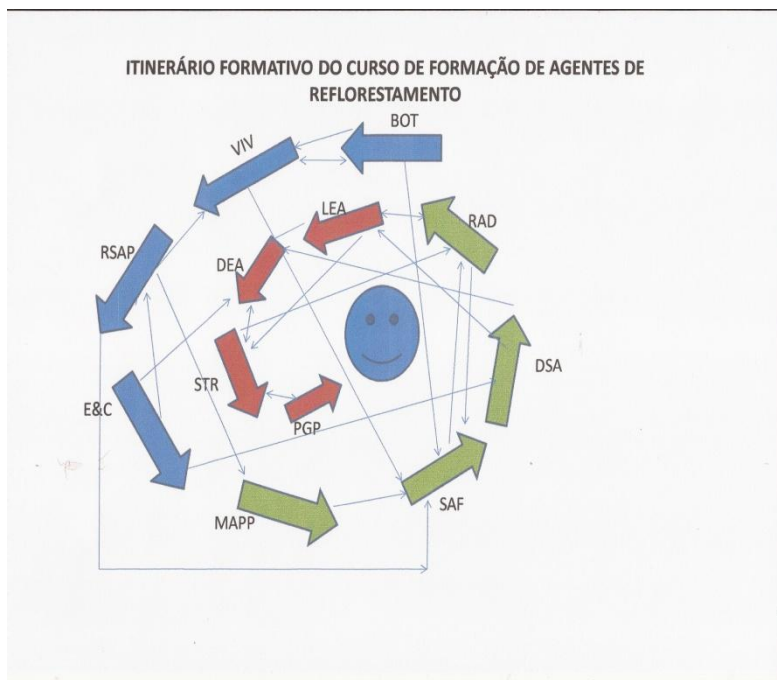 ITINERÁRIO FORMATIVO DO CURSO DE FORMAÇÃO DE AGENTES DE
REFLORESTAMENTO
BOT
VIV
LEA
RAD
RSAP
DEA
DSA
STR
E&C
PGP
SAF
MAPP